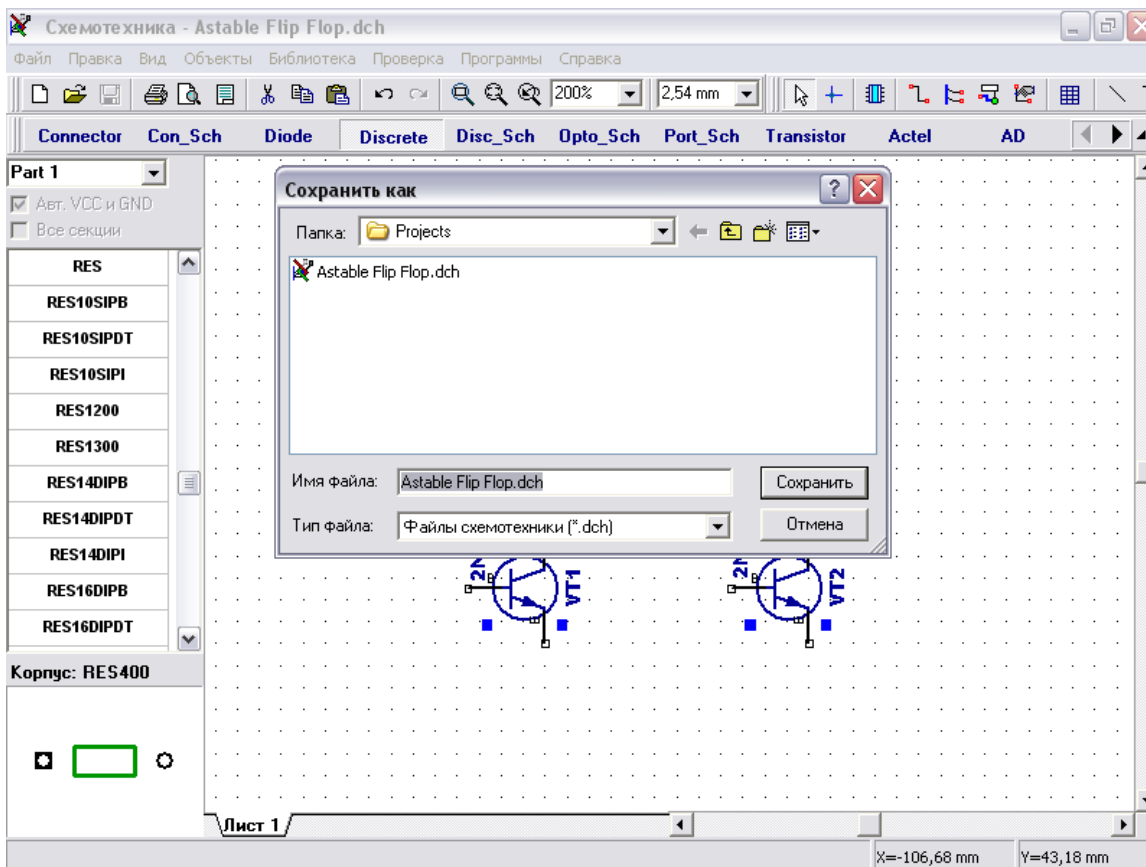 Схемотехника - Astable Flip Flop.dch
Файл Правка Вид Объекты Библиотека Проверка Программы Справка
200% 2,54 mm
Connector Con_Sch Diode Discrete Disc_Sch Opto_Sch Port_Sch Transistor Actel AD
Part 1
Авт. VCC и GND
Все секции
RES
RES10SIPB
RES10SIPDT
RES10SIPI
RES1200
RES1300
RES14DIPB
RES14DIPDT
RES14DIPI
RES16DIPB
RES16DIPDT
Корпус: RES400
Сохранить как
Папка: Projects
Astable Flip Flop.dch
Имя файла: Astable Flip Flop.dch Сохранить
Тип файла: Файлы схемотехники (*.dch) Отмена
VT1 VT2
Лист 1
X=-106,68 mm Y=43,18 mm